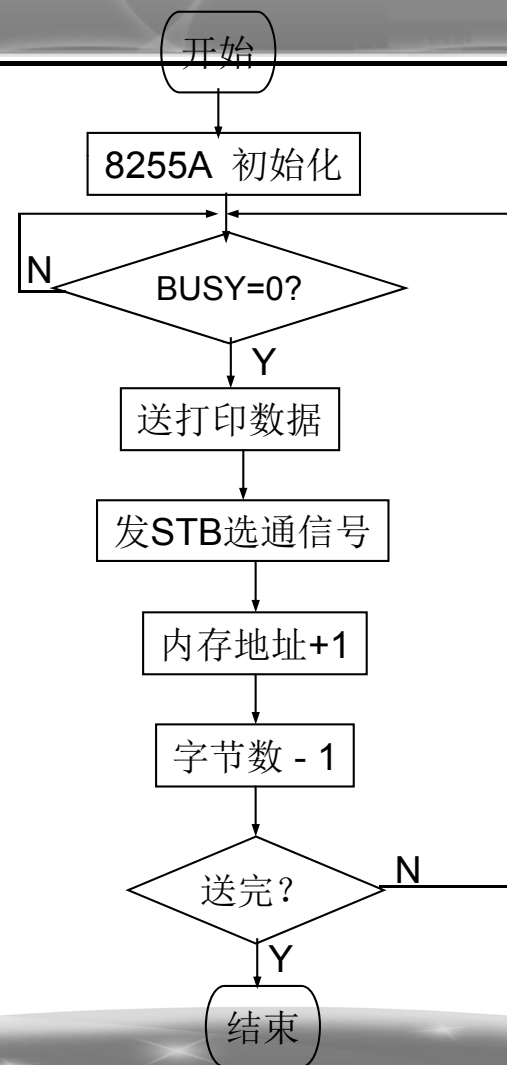 开始
8255A 初始化
N
BUSY=0?
Y
送打印数据
发STB选通信号
内存地址+1
字节数 - 1
送完？
N
Y
结束